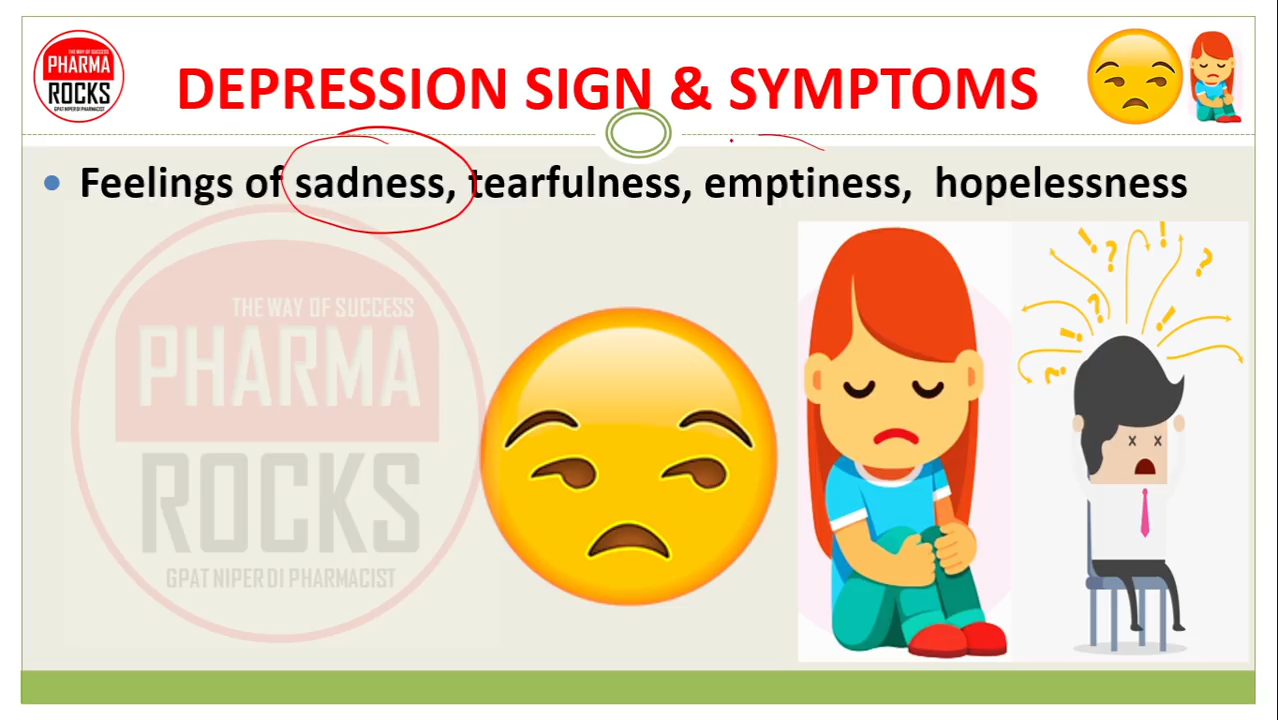 THE WAY OF SUCCESS
PHARMA
ROCKS
GPAT NIPER DI PHARMACIST
DEPRESSION SIGN & SYMPTOMS
• Feelings of sadness, tearfulness, emptiness, hopelessness
THE WAY OF SUCCESS
PHARMA
ROCKS
GPAT NIPER DI PHARMACIST
! ? ! ?
? !
! ?